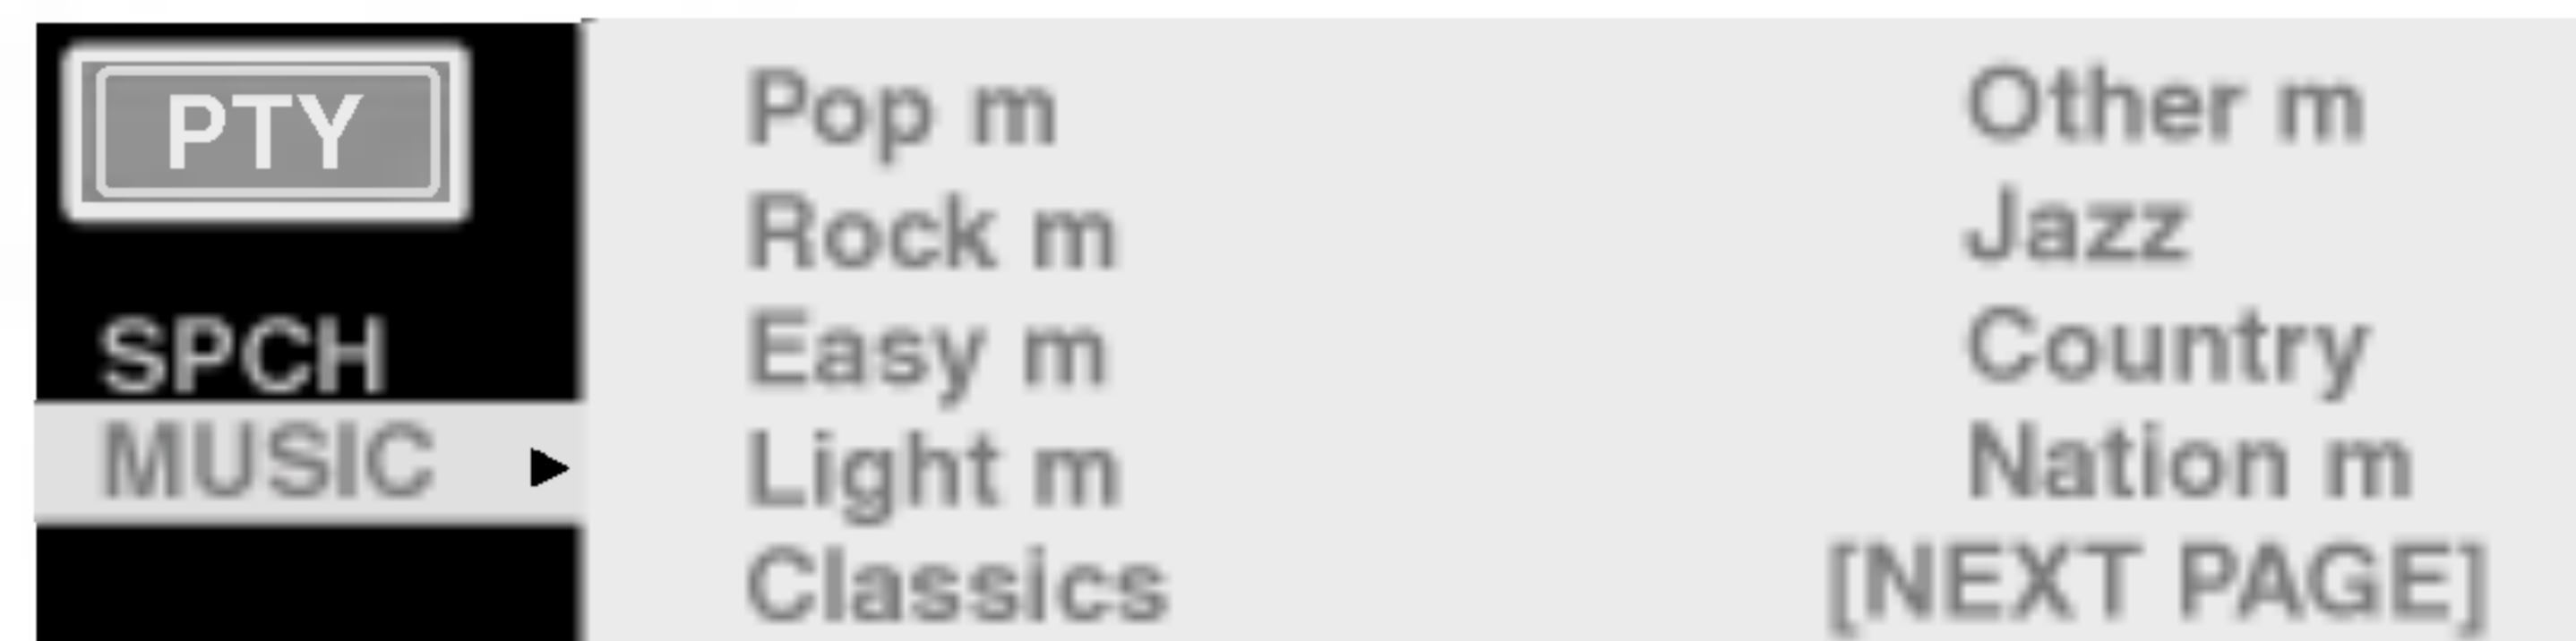 PTY
SPCH
MUSIC
Pop m
Rock m
Easy m
Light m
Classics
Other m
Jazz
Country
Nation m
[NEXT PAGE]